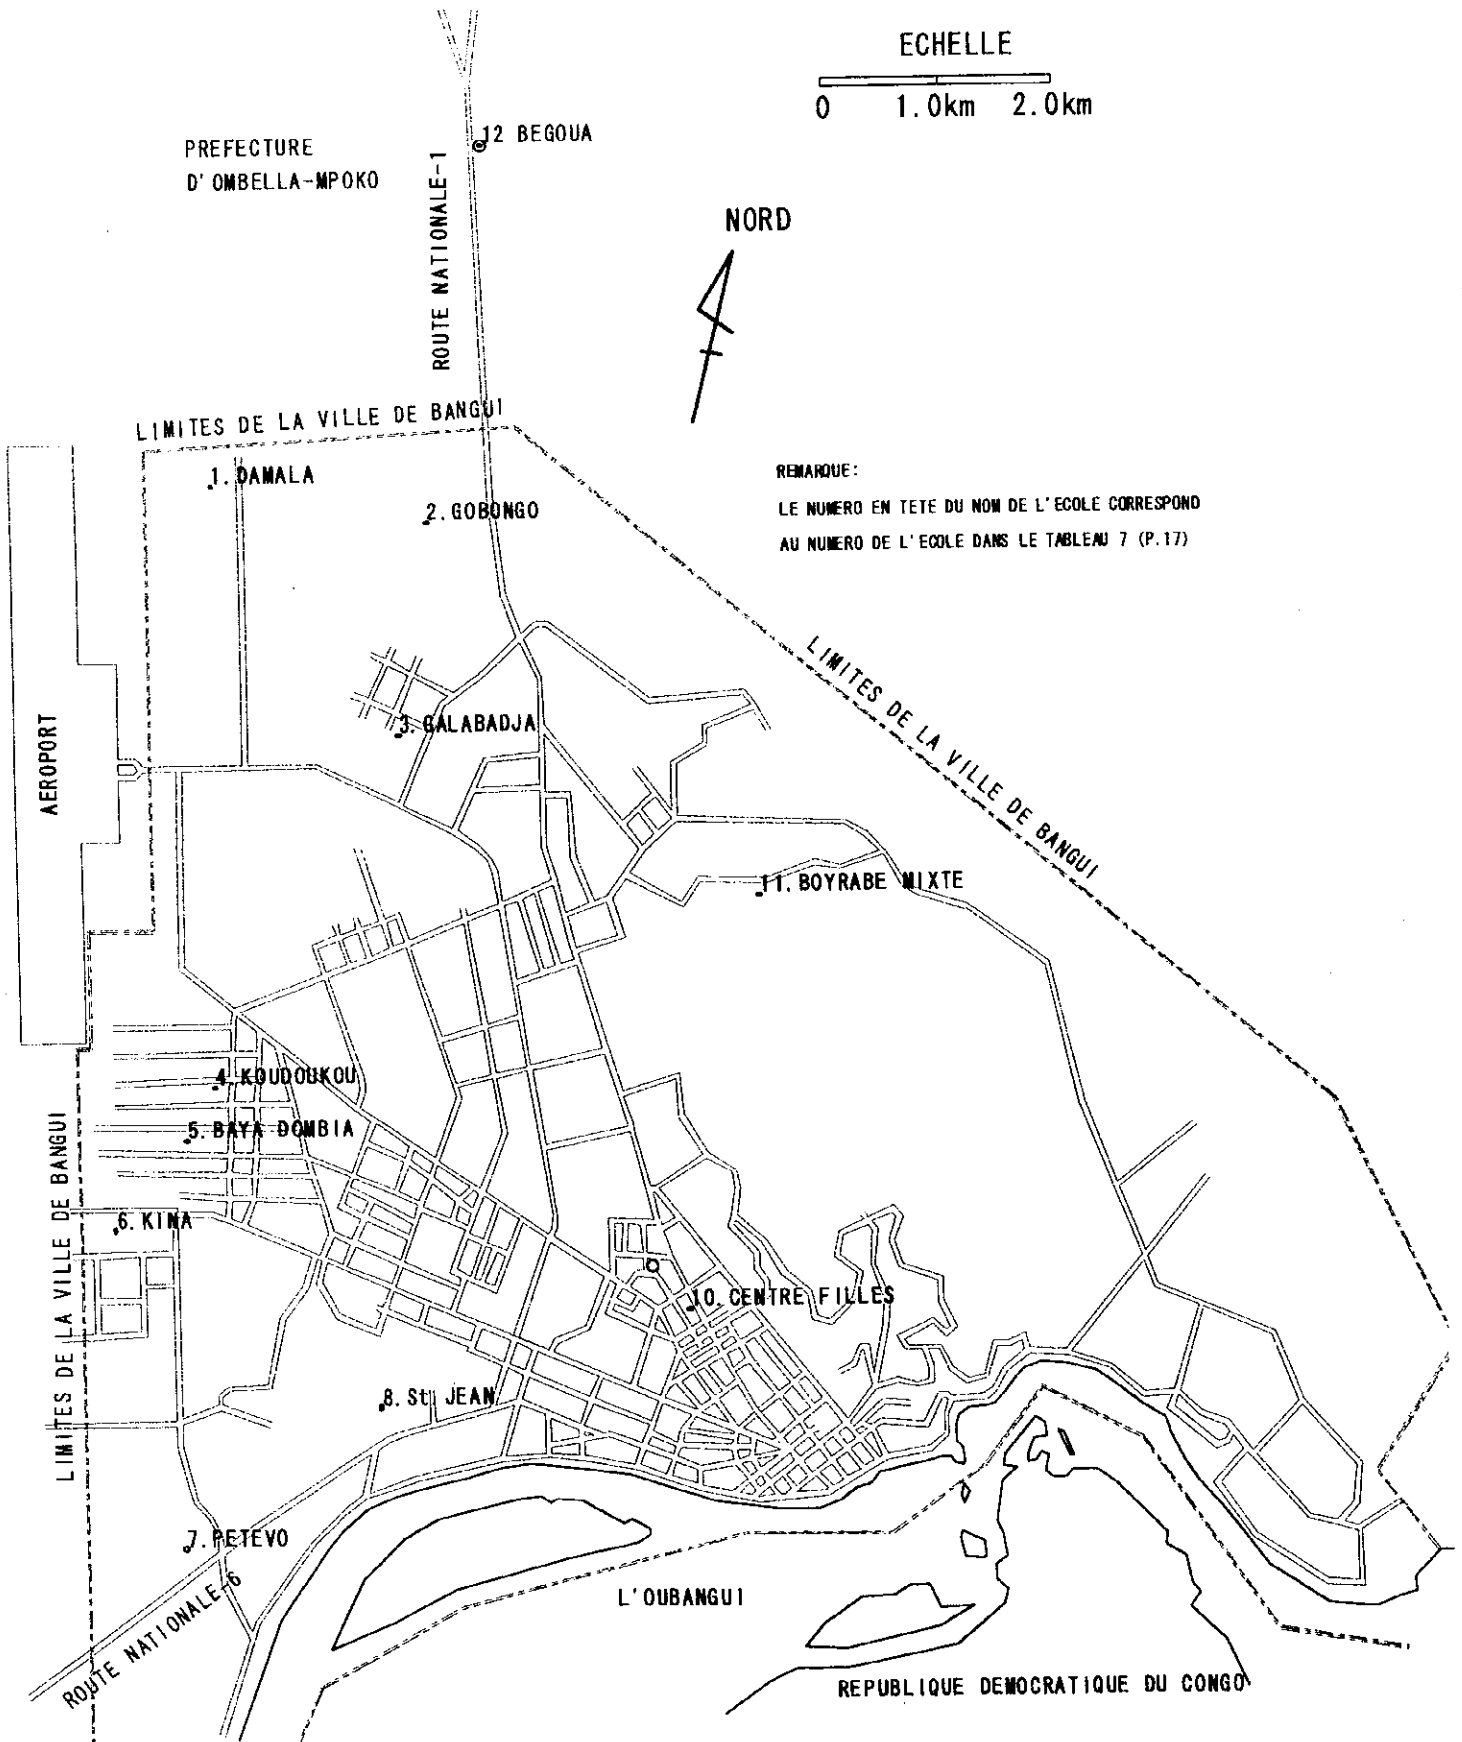 ECHELLE
0 1.0km 2.0km
12 BEGOUA
PREFECTURE
D'OMBELLA-MPOKO
ROUTE NATIONALE-1
NORD
LIMITES DE LA VILLE DE BANGUI
1. DAMALA
2. GOBONGO
REMARQUE:
LE NUMERO EN TETE DU NOM DE L'ECOLE CORRESPOND
AU NUMERO DE L'ECOLE DANS LE TABLEAU 7 (P.17)
LIMITES DE LA VILLE DE BANGUI
3. GALABADJA
AEROPORT
11. BOYRABE MIXTE
4. KOUDOUKOU
5. BAYA DOMBIA
6. KINA
LIMITES DE LA VILLE DE BANGUI
10. CENTRE FILLES
8. St JEAN
7. PETEVO
ROUTE NATIONALE-6
L'OUBANGUI
REPUBLIQUE DEMOCRATIQUE DU CONGO